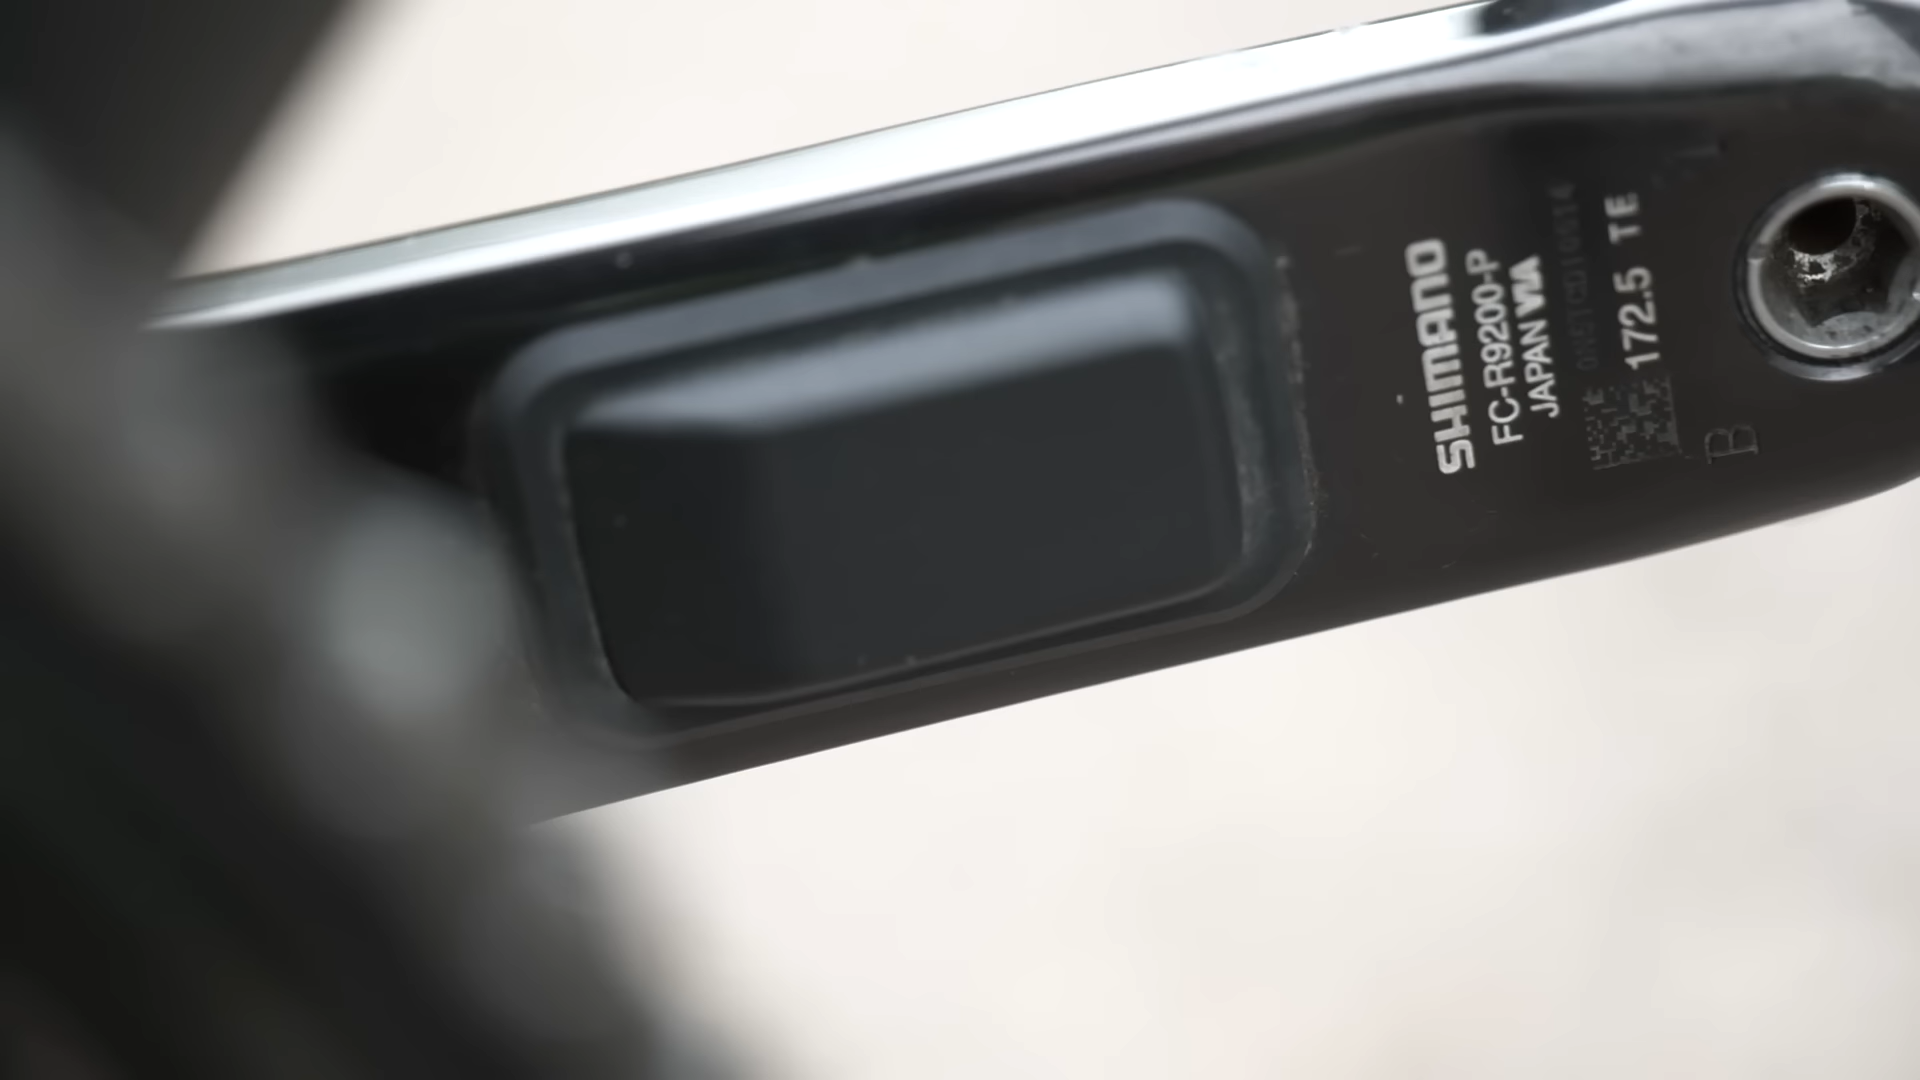 SHIMANO
FC-R9200-P
JAPAN VIA
172.5 TE
B